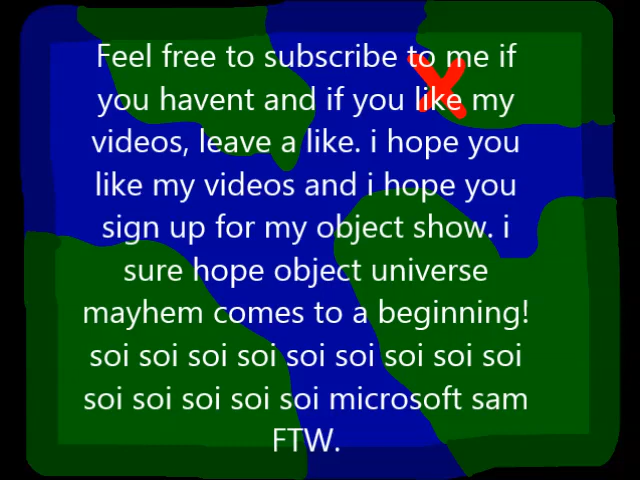 Feel free to subscribe to me if
you havent and if you like my
videos, leave a like. i hope you
like my videos and i hope you
sign up for my object show. i
sure hope object universe
mayhem comes to a beginning!
soi soi soi soi soi soi soi soi soi
soi soi soi soi soi microsoft sam
FTW.